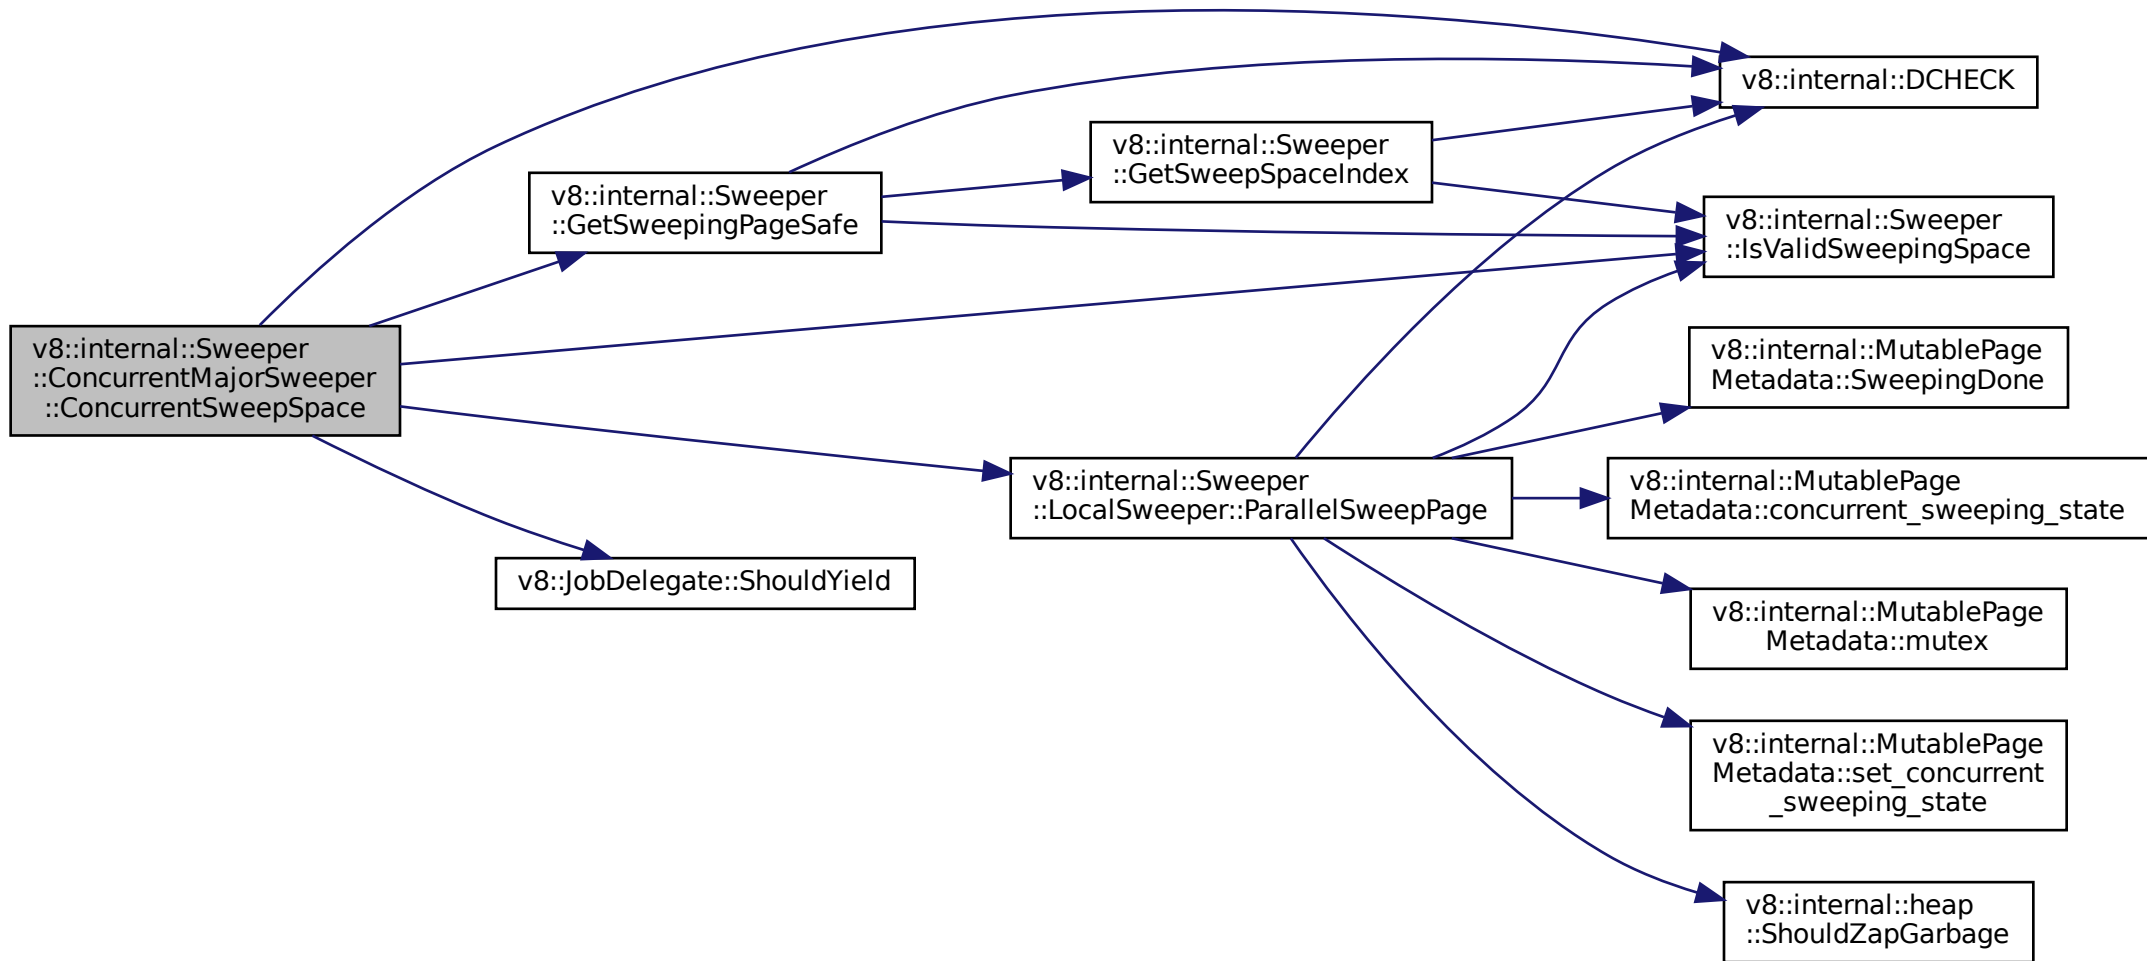 v8::internal::Sweeper
::ConcurrentMajorSweeper
::ConcurrentSweepSpace
v8::internal::Sweeper
::GetSweepingPageSafe
v8::JobDelegate::ShouldYield
v8::internal::Sweeper
::GetSweepSpaceIndex
v8::internal::Sweeper
::LocalSweeper::ParallelSweepPage
v8::internal::DCHECK
v8::internal::Sweeper
::IsValidSweepingSpace
v8::internal::MutablePage
Metadata::SweepingDone
v8::internal::MutablePage
Metadata::concurrent_sweeping_state
v8::internal::MutablePage
Metadata::mutex
v8::internal::MutablePage
Metadata::set_concurrent
_sweeping_state
v8::internal::heap
::ShouldZapGarbage